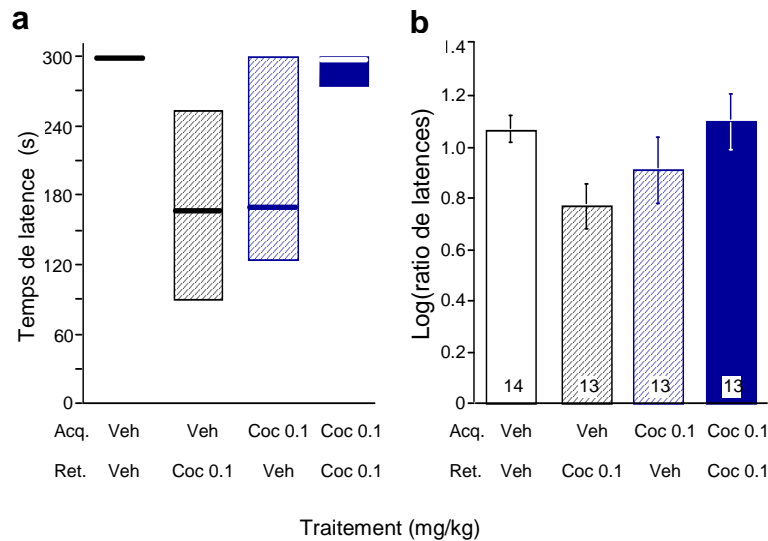 a
b
Temps de latence (s)
300
240
180
120
60
0
Log(ratio de latences)
1.4
1.2
1.0
0.8
0.6
0.4
0.2
0
14
13
13
13
Acq. Veh Veh Coc 0.1 Coc 0.1
Ret. Veh Coc 0.1 Veh Coc 0.1
Acq. Veh Veh Coc 0.1 Coc 0.1
Ret. Veh Coc 0.1 Veh Coc 0.1
Traitement (mg/kg)